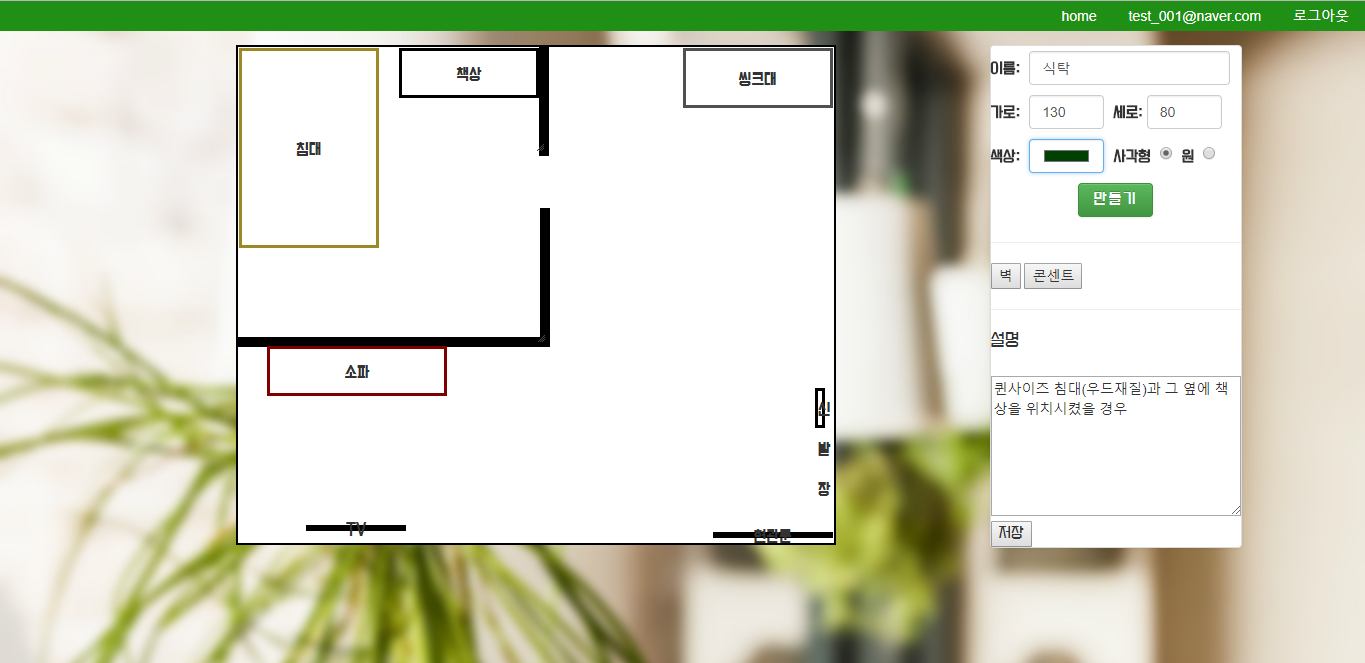 home test_001@naver.com 로그아웃
침대
책상
씽크대
소파
신
발
장
TV
현관문
이름: 식탁
가로: 130 세로: 80
색상: 사각형 원
만들기
벽 콘센트
설명
퀸사이즈 침대(우드재질)과 그 옆에 책
상을 위치시켰을 경우
저장